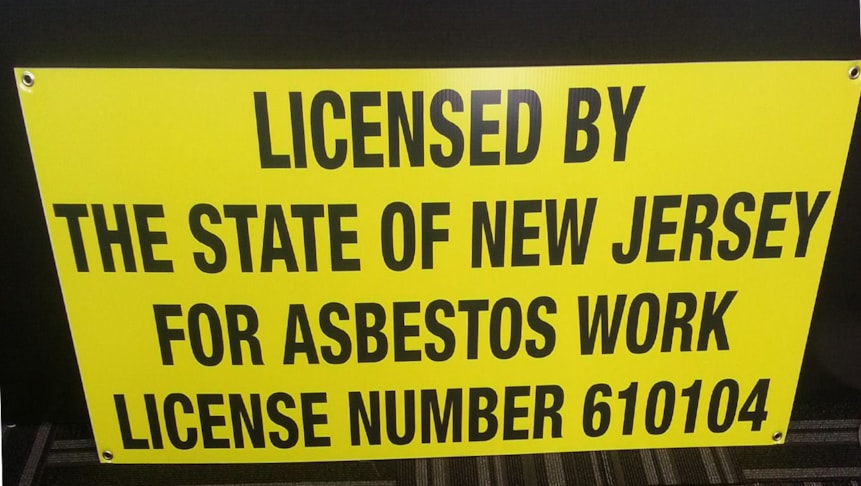 LICENSED BY
THE STATE OF NEW JERSEY
FOR ASBESTOS WORK
LICENSE NUMBER 610104